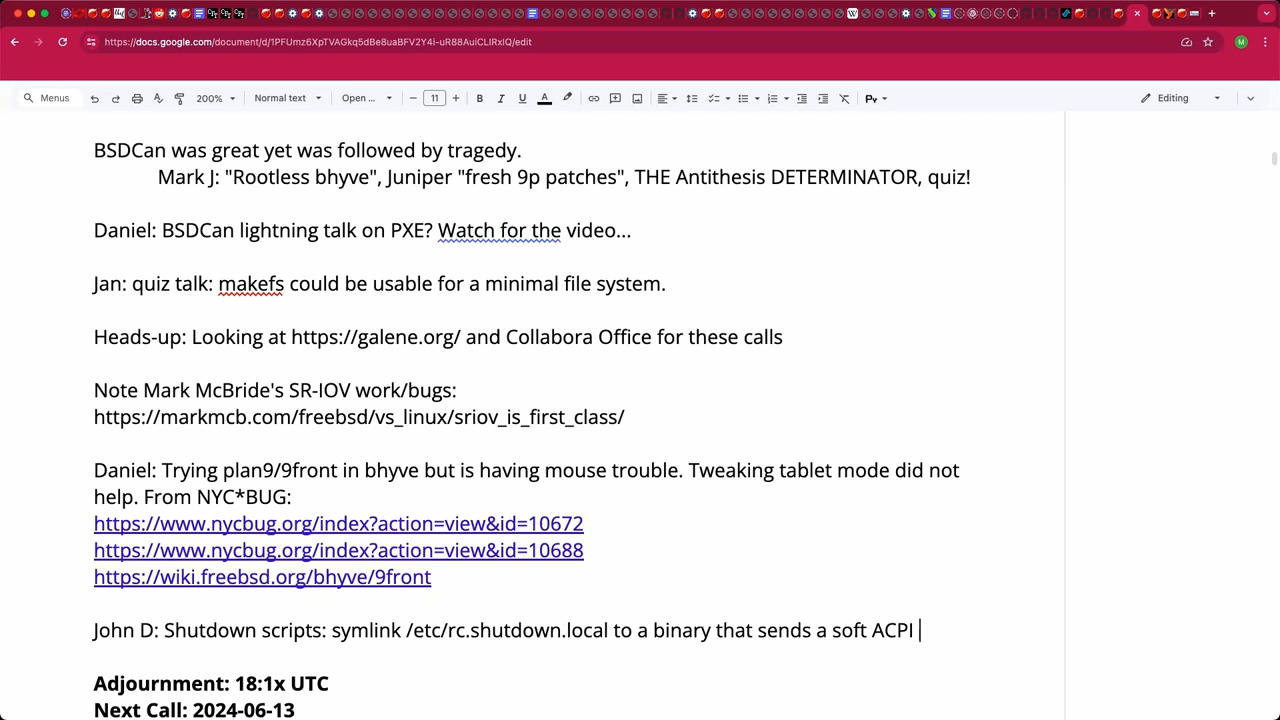 https://docs.google.com/document/d/1PFUmz6XpTVAGkq5dBe8uaBFV2Y4i-uR88AuiCLIRxlQ/edit
M
Menus
200%
Normal text
Open ...
11
B I U A
Editing
BSDCan was great yet was followed by tragedy.
Mark J: "Rootless bhyve", Juniper "fresh 9p patches", THE Antithesis DETERMINATOR, quiz!
Daniel: BSDCan lightning talk on PXE? Watch for the video...
Jan: quiz talk: makefs could be usable for a minimal file system.
Heads-up: Looking at https://galene.org/ and Collabora Office for these calls
Note Mark McBride's SR-IOV work/bugs:
https://markmcb.com/freebsd/vs_linux/sriov_is_first_class/
Daniel: Trying plan9/9front in bhyve but is having mouse trouble. Tweaking tablet mode did not
help. From NYC*BUG:
https://www.nycbug.org/index?action=view&id=10672
https://www.nycbug.org/index?action=view&id=10688
https://wiki.freebsd.org/bhyve/9front
John D: Shutdown scripts: symlink /etc/rc.shutdown.local to a binary that sends a soft ACPI
Adjournment: 18:1x UTC
Next Call: 2024-06-13